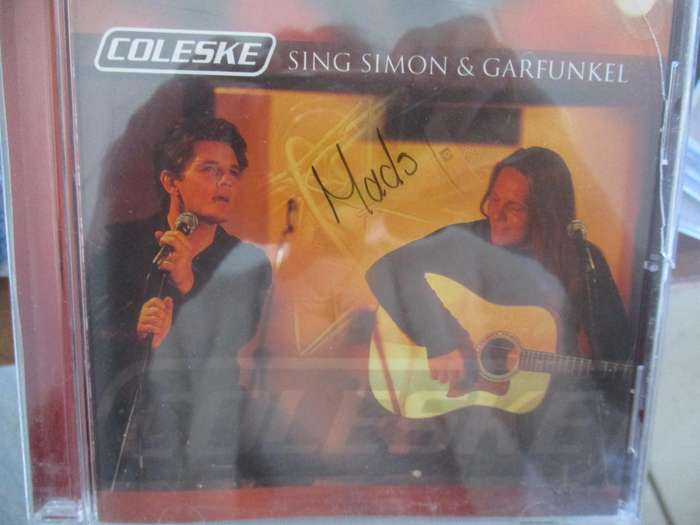 COLESKE SING SIMON & GARFUNKEL
Mads
COLESKE